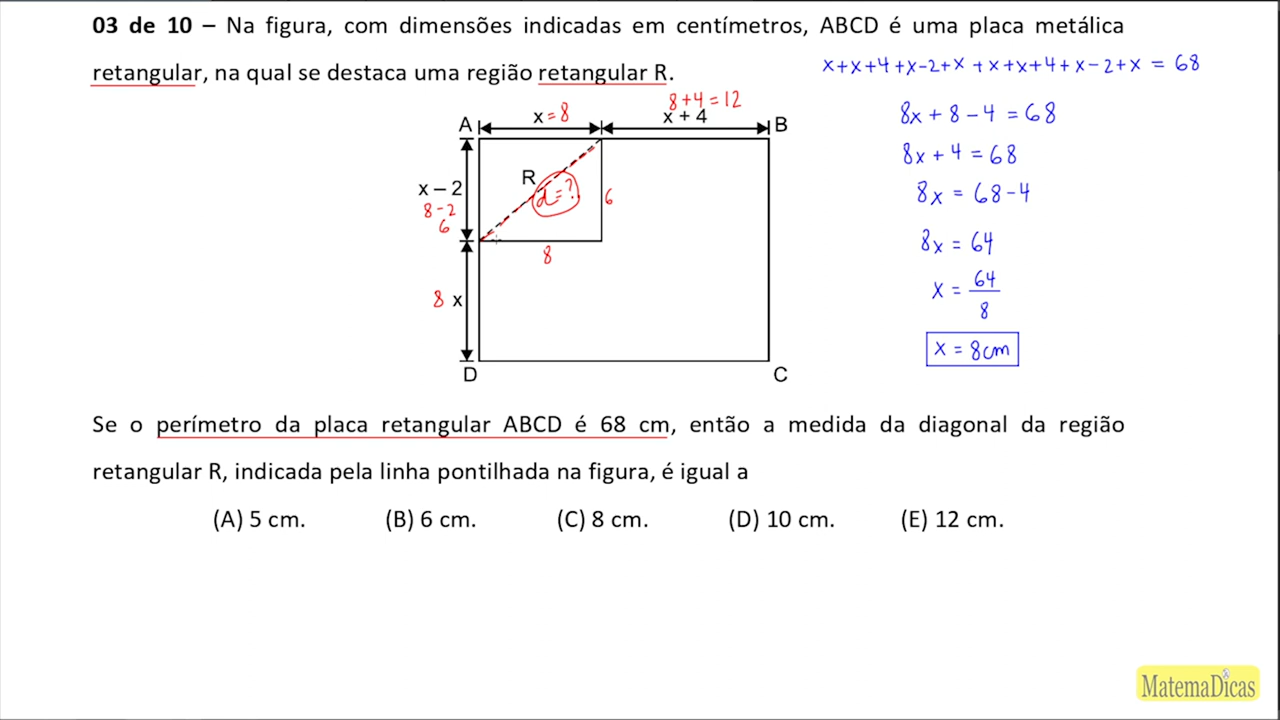 03 de 10 – Na figura, com dimensões indicadas em centímetros, ABCD é uma placa metálica
retangular, na qual se destaca uma região retangular R.
x+x+4+x-2+x+x+x+4+x-2+x = 68
8x + 8 - 4 = 68
8x + 4 = 68
8x = 68-4
8x = 64
x = 64/8
x = 8cm
8+4=12
x = 8
x + 4
A
B
R
d=?
x – 2
8-2
6
6
8
8 x
D
C
Se o perímetro da placa retangular ABCD é 68 cm, então a medida da diagonal da região
retangular R, indicada pela linha pontilhada na figura, é igual a
(A) 5 cm. (B) 6 cm. (C) 8 cm. (D) 10 cm. (E) 12 cm.
MatemaDicas